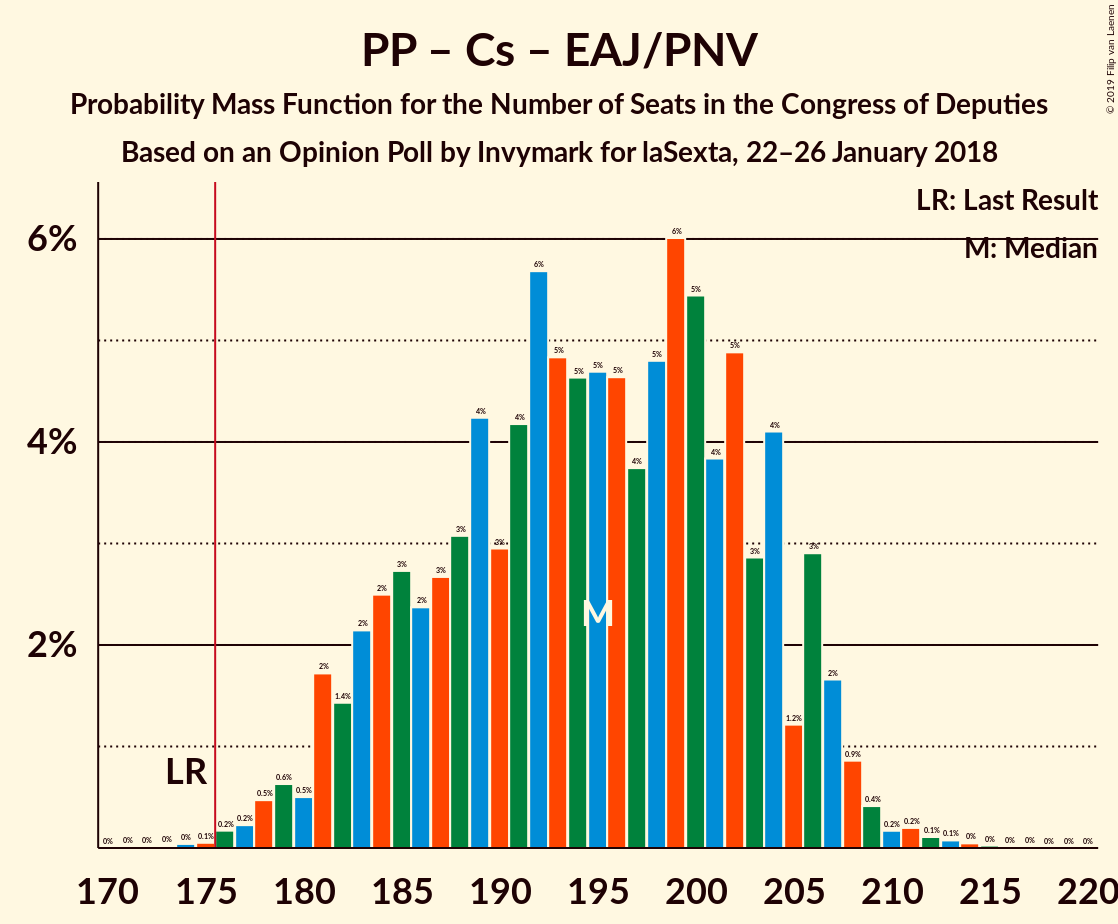 PP – Cs – EAJ/PNV
Probability Mass Function for the Number of Seats in the Congress of Deputies
Based on an Opinion Poll by Invymark for laSexta, 22–26 January 2018
© 2019 Filip van Laenen
LR: Last Result
M: Median
6%
4%
2%
LR
M
0% 0% 0% 0% 0% 0.1% 0.2% 0.2% 0.5% 0.6% 0.5% 2% 1.4% 2% 2% 3% 2% 3% 3% 4% 3% 4% 6% 5% 5% 5% 5% 4% 5% 6% 5% 4% 5% 3% 4% 1.2% 3% 2% 0.9% 0.4% 0.2% 0.2% 0.1% 0.1% 0% 0% 0% 0% 0% 0% 0%
170 175 180 185 190 195 200 205 210 215 220